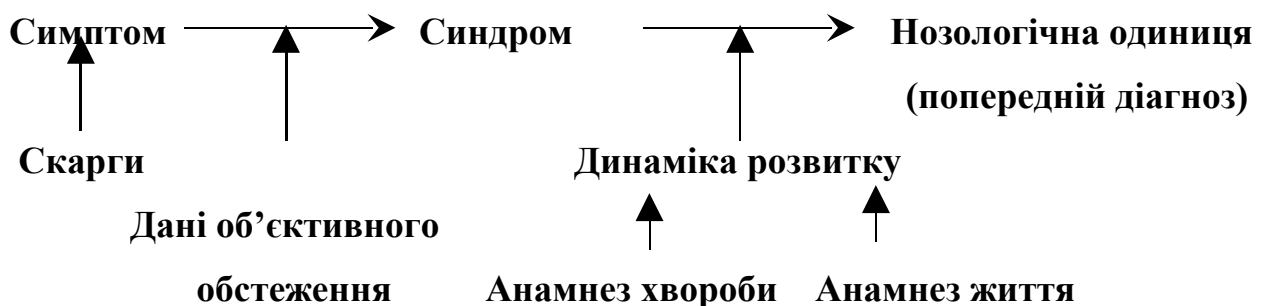 Симптом Синдром Нозологічна одиниця
(попередній діагноз)
Скарги Динаміка розвитку
Дані об’єктивного
обстеження Анамнез хвороби Анамнез життя